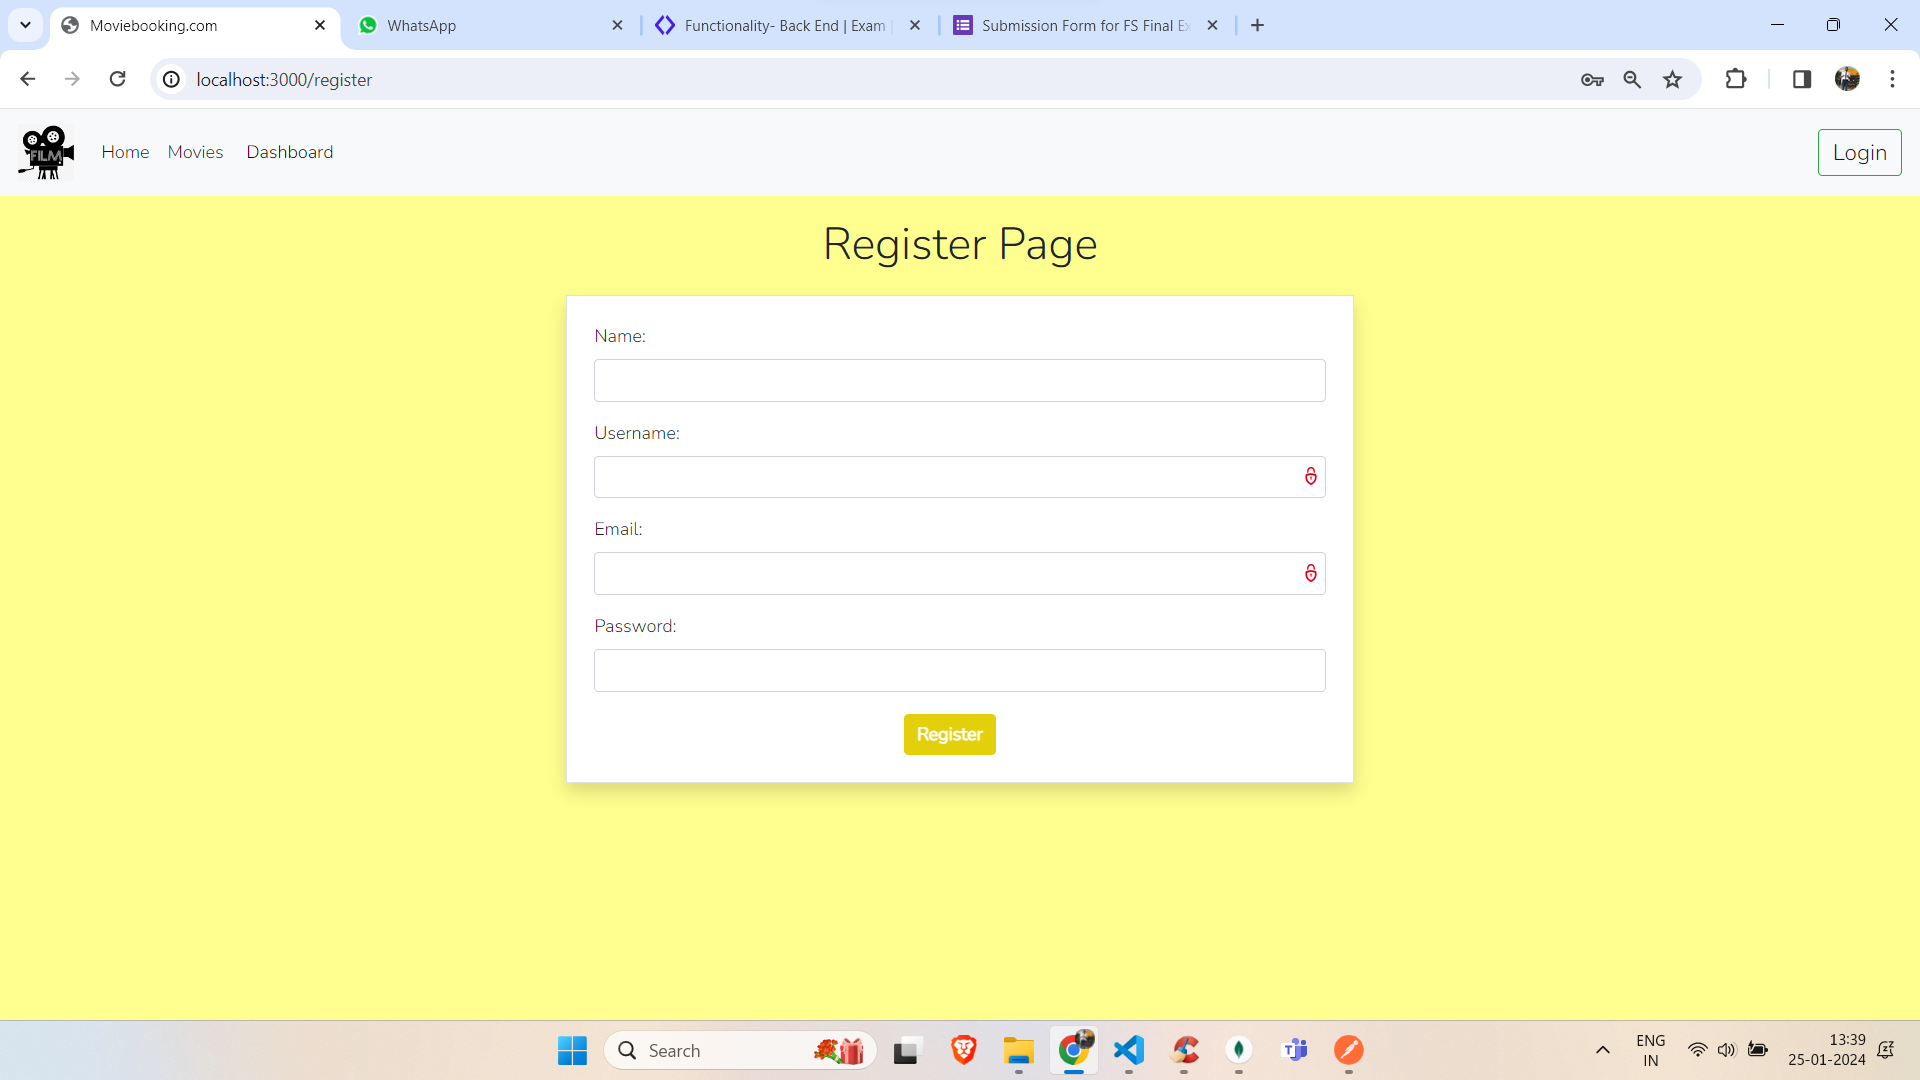 Moviebooking.com
WhatsApp
Functionality- Back End | Exam |
Submission Form for FS Final Ex
localhost:3000/register
FILM
Home
Movies
Dashboard
Login
Register Page
Name:
Username:
Email:
Password:
Register
Search
ENG
IN
13:39
25-01-2024